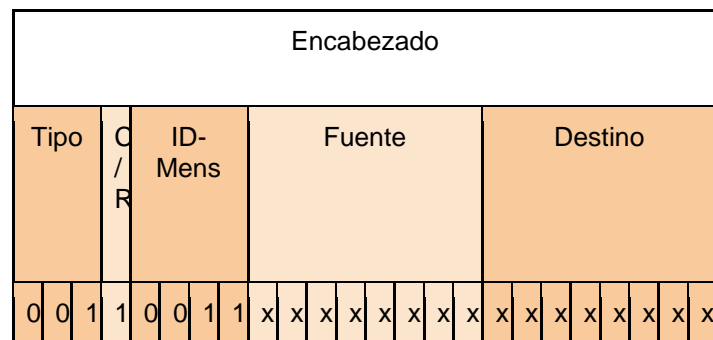 Encabezado
Tipo C / R ID-Mens Fuente Destino
0 0 1 1 0 0 1 1 x x x x x x x x x x x x x x x x